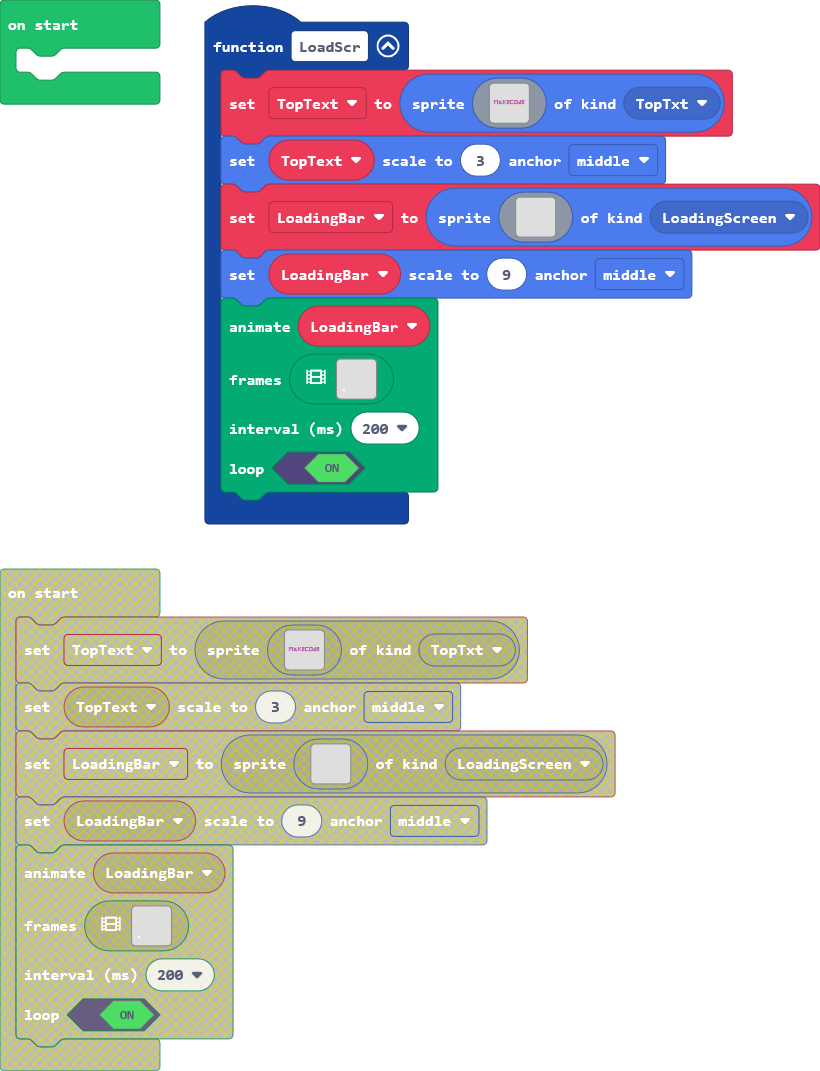 on start
function LoadScr
set TopText to sprite MAKECODE of kind TopTxt
set TopText scale to 3 anchor middle
set LoadingBar to sprite of kind LoadingScreen
set LoadingBar scale to 9 anchor middle
animate LoadingBar
frames
interval (ms) 200
loop ON
on start
set TopText to sprite MAKECODE of kind TopTxt
set TopText scale to 3 anchor middle
set LoadingBar to sprite of kind LoadingScreen
set LoadingBar scale to 9 anchor middle
animate LoadingBar
frames
interval (ms) 200
loop ON